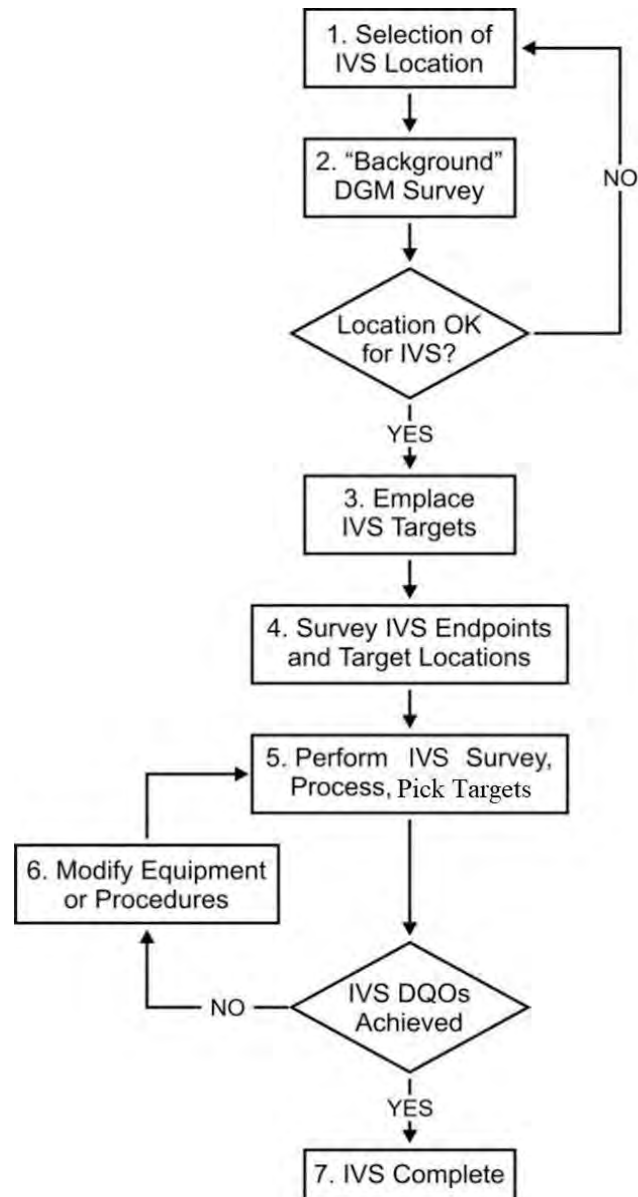 1. Selection of
IVS Location
2. “Background”
DGM Survey
NO
Location OK
for IVS?
YES
3. Emplace
IVS Targets
4. Survey IVS Endpoints
and Target Locations
5. Perform IVS Survey,
Process, Pick Targets
6. Modify Equipment
or Procedures
NO
IVS DQOs
Achieved
YES
7. IVS Complete